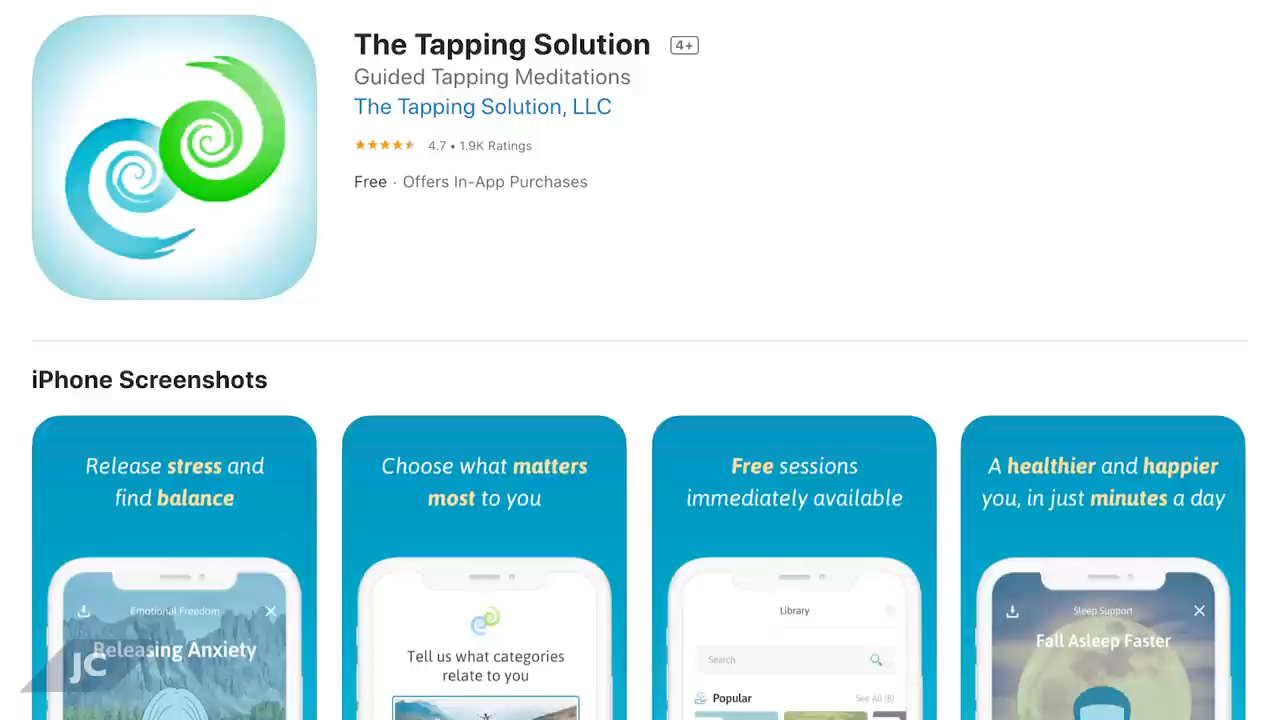 The Tapping Solution 4+
Guided Tapping Meditations
The Tapping Solution, LLC
4.7 • 1.9K Ratings
Free · Offers In-App Purchases
iPhone Screenshots
Release stress and
find balance
Emotional Freedom
Releasing Anxiety
JC
Choose what matters
most to you
Tell us what categories
relate to you
Free sessions
immediately available
Library
Search
Popular
See All (8)
A healthier and happier
you, in just minutes a day
Sleep Support
Fall Asleep Faster